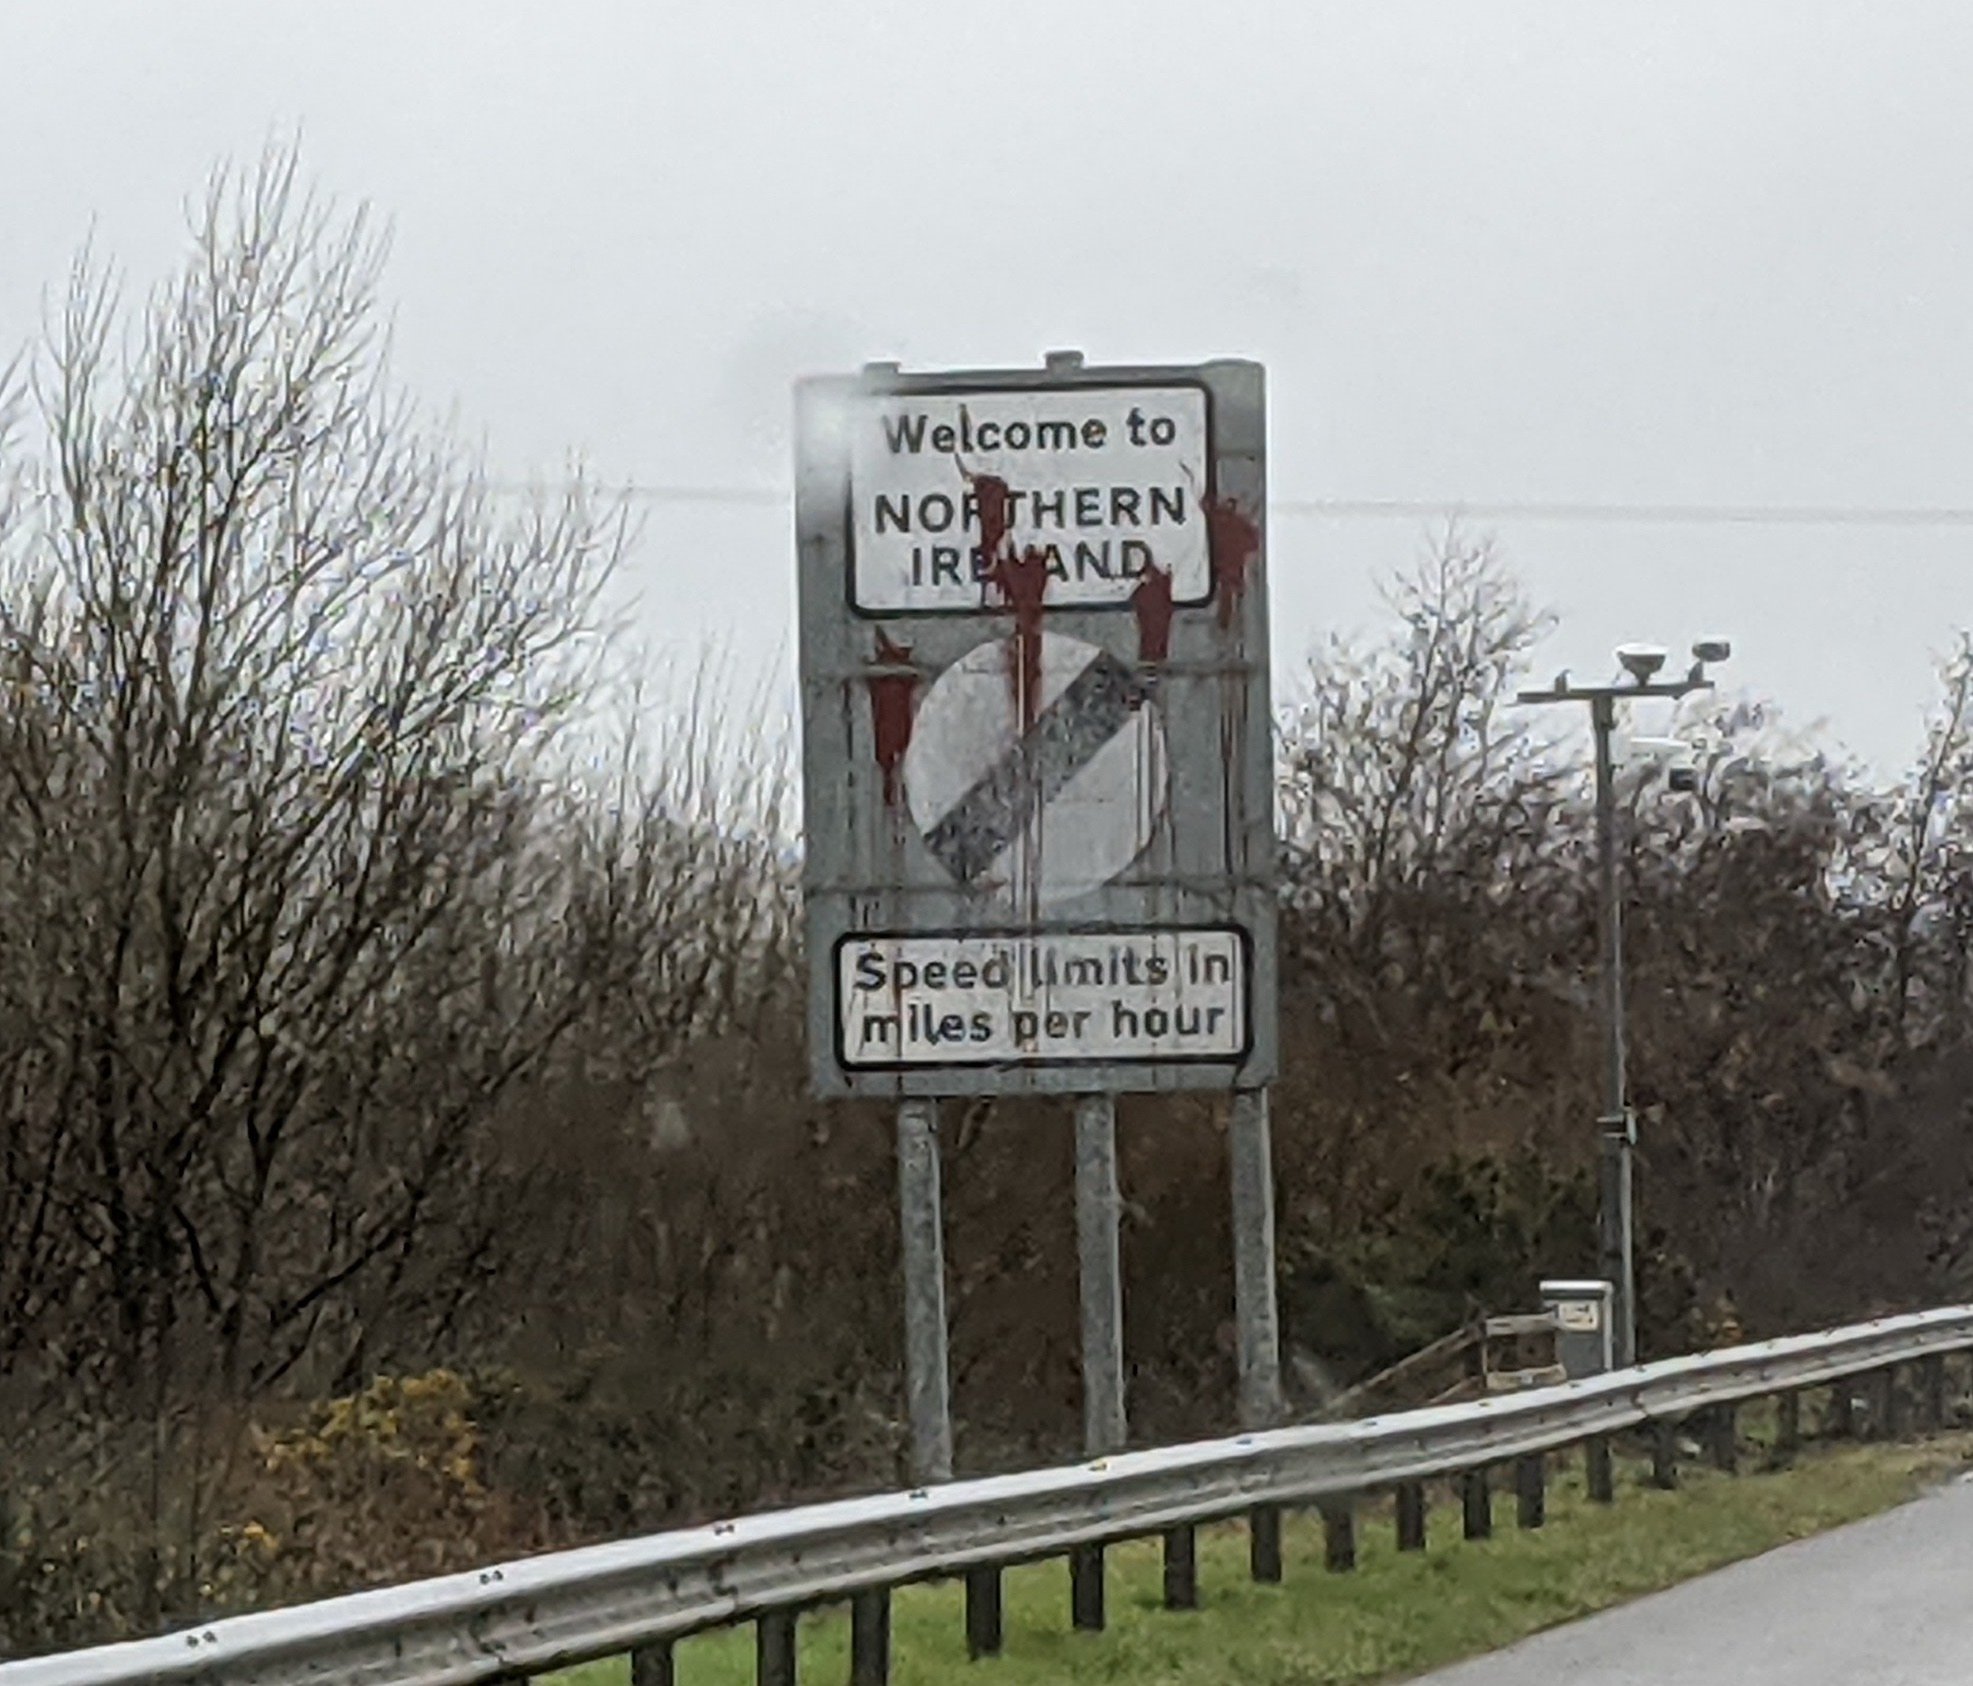 Welcome to
NORTHERN
IRELAND
Speed limits in
miles per hour